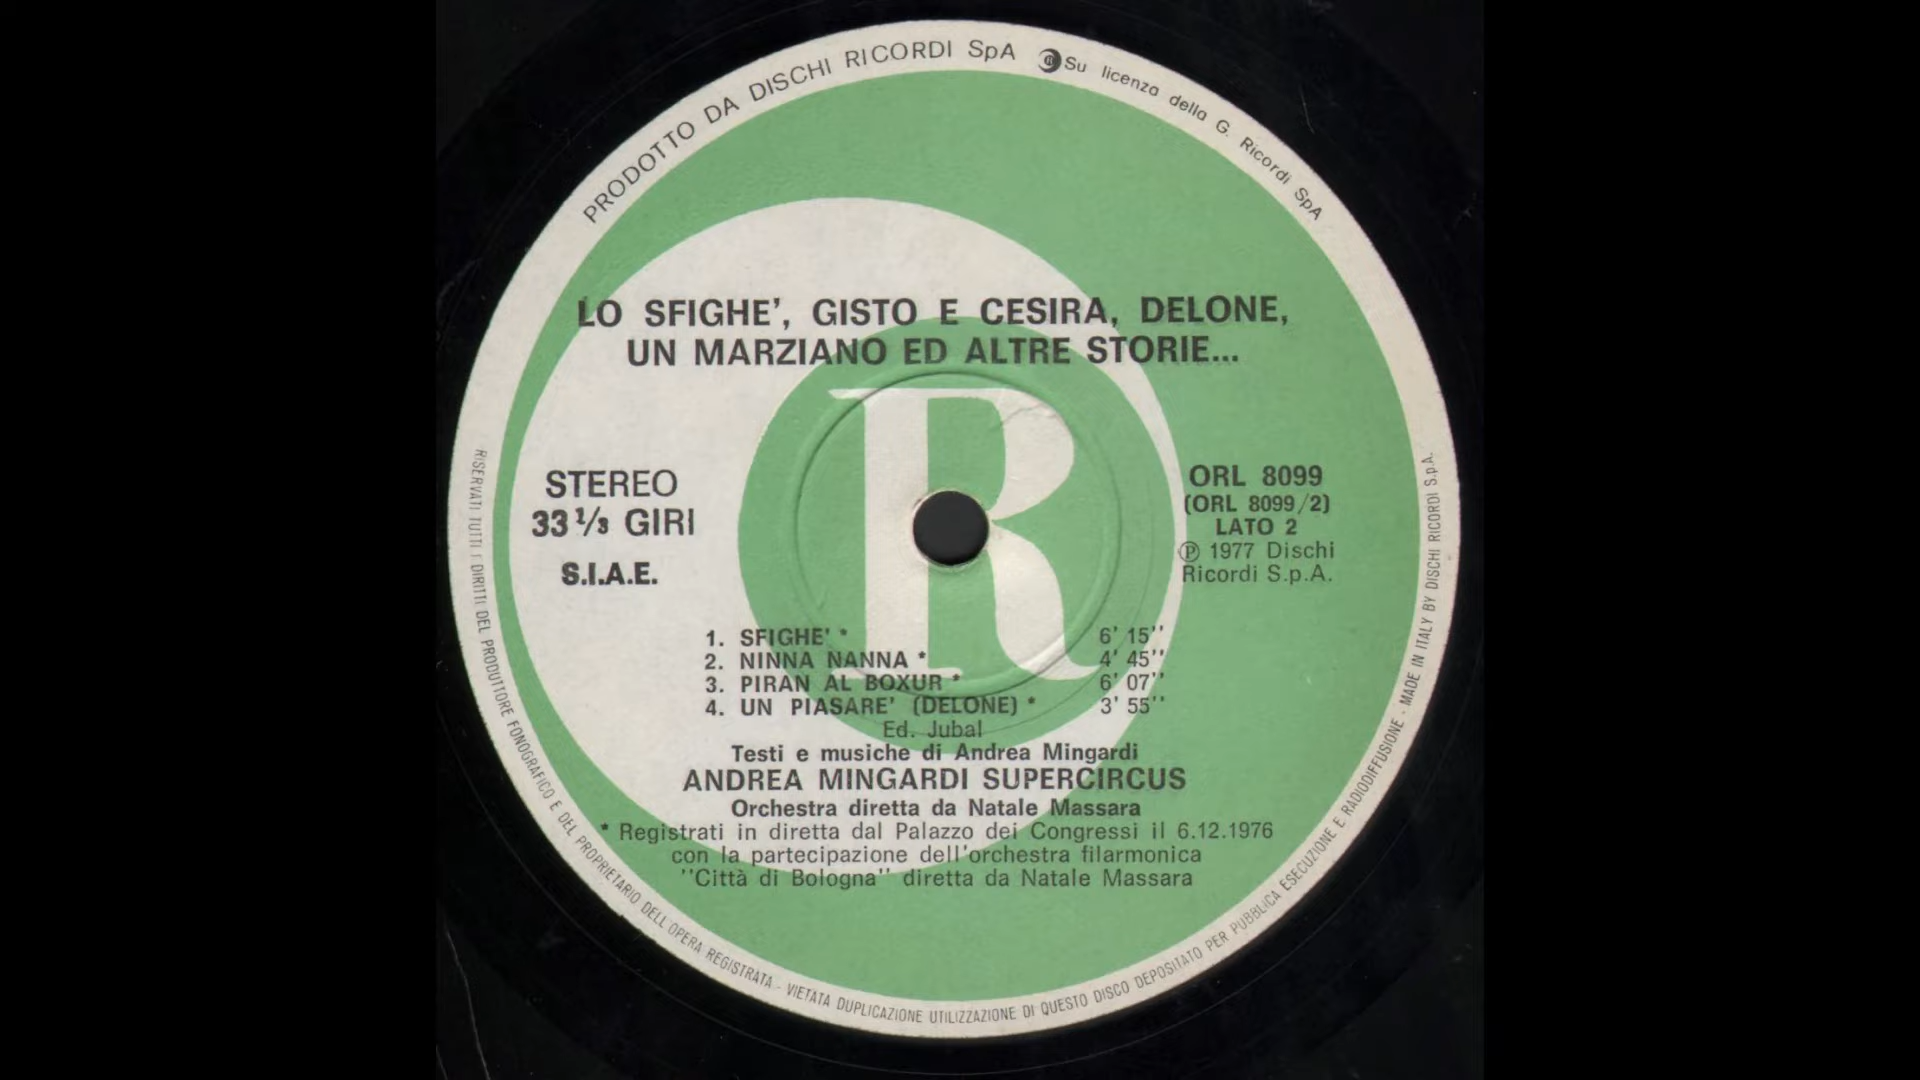 PRODOTTO DA DISCHI RICORDI SpA Su licenza della G. Ricordi SpA
LO SFIGHE', GISTO E CESIRA, DELONE,
UN MARZIANO ED ALTRE STORIE...
R
STEREO
33 1/3 GIRI
S.I.A.E.
ORL 8099
(ORL 8099/2)
LATO 2
℗ 1977 Dischi
Ricordi S.p.A.
1. SFIGHE' * 6' 15''
2. NINNA NANNA * 4' 45''
3. PIRAN AL BOXUR * 6' 07''
4. UN PIASARE' (DELONE) * 3' 55''
Ed. Jubal
Testi e musiche di Andrea Mingardi
ANDREA MINGARDI SUPERCIRCUS
Orchestra diretta da Natale Massara
* Registrati in diretta dal Palazzo dei Congressi il 6.12.1976
con la partecipazione dell'orchestra filarmonica
''Città di Bologna'' diretta da Natale Massara
RISERVATI TUTTI I DIRITTI DEL PRODUTTORE FONOGRAFICO E DEL PROPRIETARIO DELL'OPERA REGISTRATA - VIETATA DUPLICAZIONE UTILIZZAZIONE DI QUESTO DISCO DEPOSITATO PER PUBBLICA ESECUZIONE E RADIODIFFUSIONE - MADE IN ITALY BY DISCHI RICORDI S.p.A.